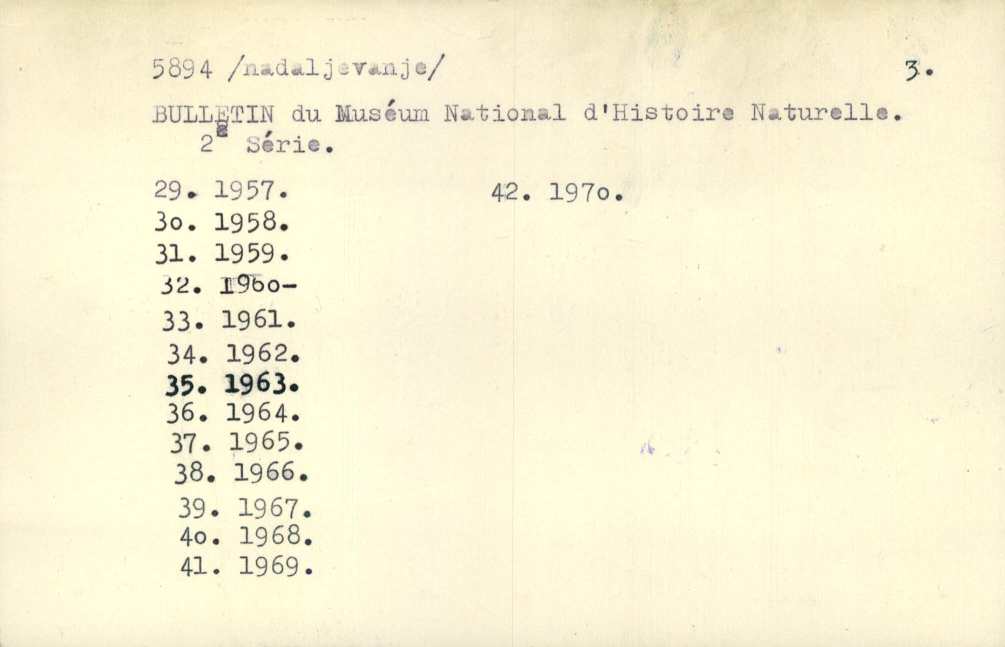 5894 /nadaljevanje/ 3.
BULLETIN du Muséum National d'Histoire Naturelle.
2e Série.
29. 1957.
3o. 1958.
31. 1959.
32. 196o-
33. 1961.
34. 1962.
35. 1963.
36. 1964.
37. 1965.
38. 1966.
39. 1967.
4o. 1968.
41. 1969.
42. 197o.